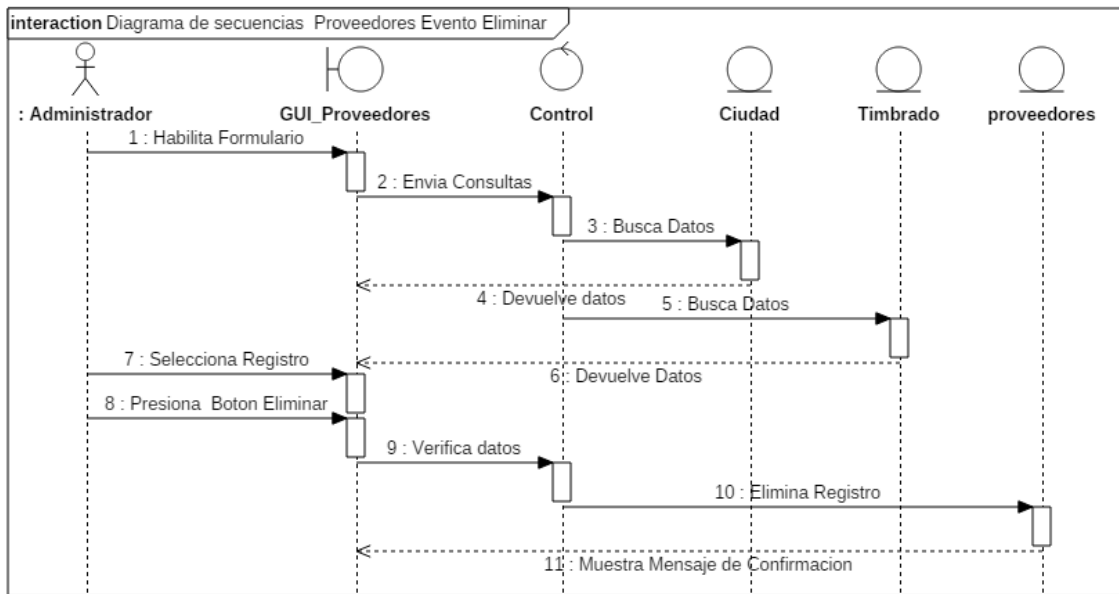 interaction Diagrama de secuencias Proveedores Evento Eliminar
: Administrador
GUI_Proveedores
Control
Ciudad
Timbrado
proveedores
1 : Habilita Formulario
2 : Envia Consultas
3 : Busca Datos
4 : Devuelve datos
5 : Busca Datos
6 : Devuelve Datos
7 : Selecciona Registro
8 : Presiona Boton Eliminar
9 : Verifica datos
10 : Elimina Registro
11 : Muestra Mensaje de Confirmacion